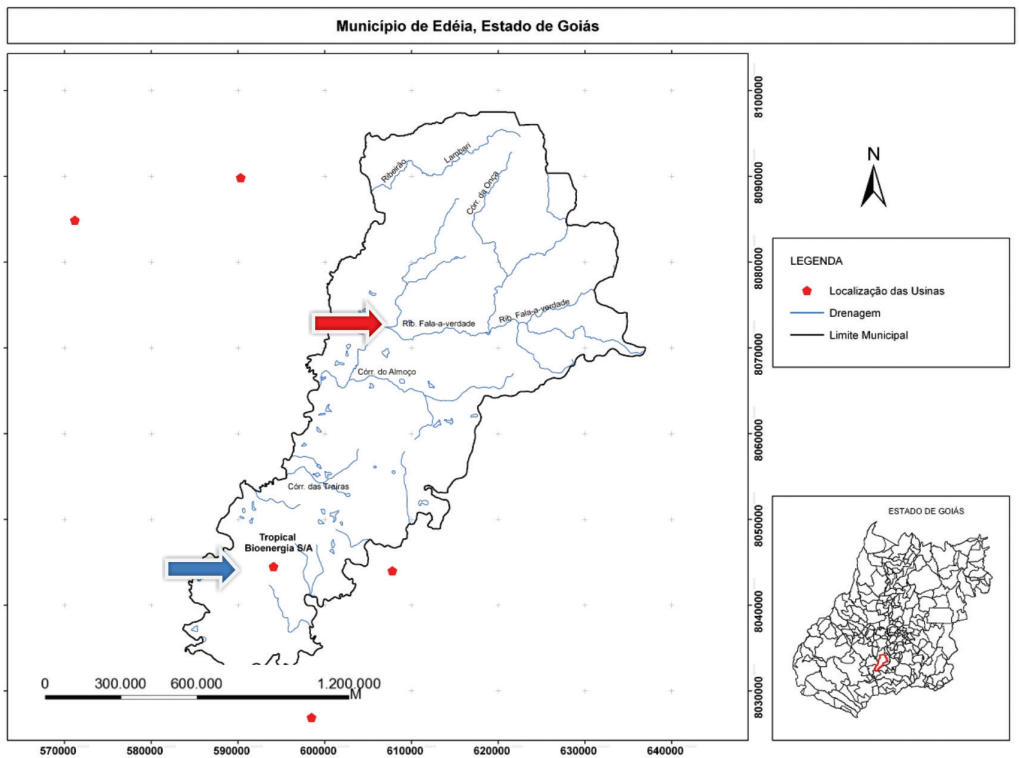 Município de Edéia, Estado de Goiás
Ribeirão Lambari
Córr. da Onça
Rib. Fala-a-verdade
Rib. Fala-a-verdade
Córr. do Almoço
Córr. das Traíras
Tropical
Bioenergia S/A
0 300.000 600.000 1.200.000
M
570000 580000 590000 600000 610000 620000 630000 640000
8100000
8090000
8080000
8070000
8060000
8050000
8040000
8030000
N
LEGENDA
Localização das Usinas
Drenagem
Limite Municipal
ESTADO DE GOIÁS